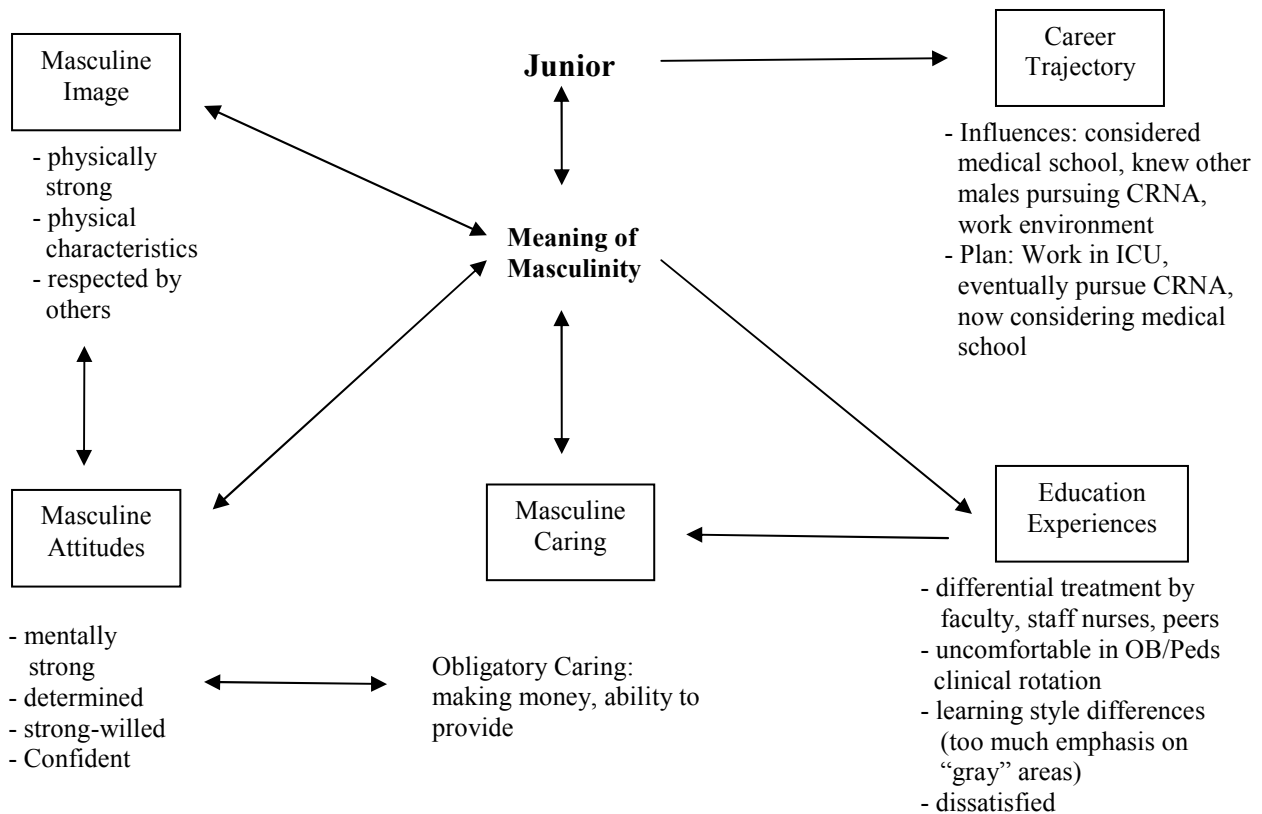 Masculine
Image
- physically
strong
- physical
characteristics
- respected by
others
Junior
Career
Trajectory
- Influences: considered
medical school, knew other
males pursuing CRNA,
work environment
- Plan: Work in ICU,
eventually pursue CRNA,
now considering medical
school
Meaning of
Masculinity
Masculine
Attitudes
- mentally
strong
- determined
- strong-willed
- Confident
Masculine
Caring
Obligatory Caring:
making money, ability to
provide
Education
Experiences
- differential treatment by
faculty, staff nurses, peers
- uncomfortable in OB/Peds
clinical rotation
- learning style differences
(too much emphasis on
“gray” areas)
- dissatisfied